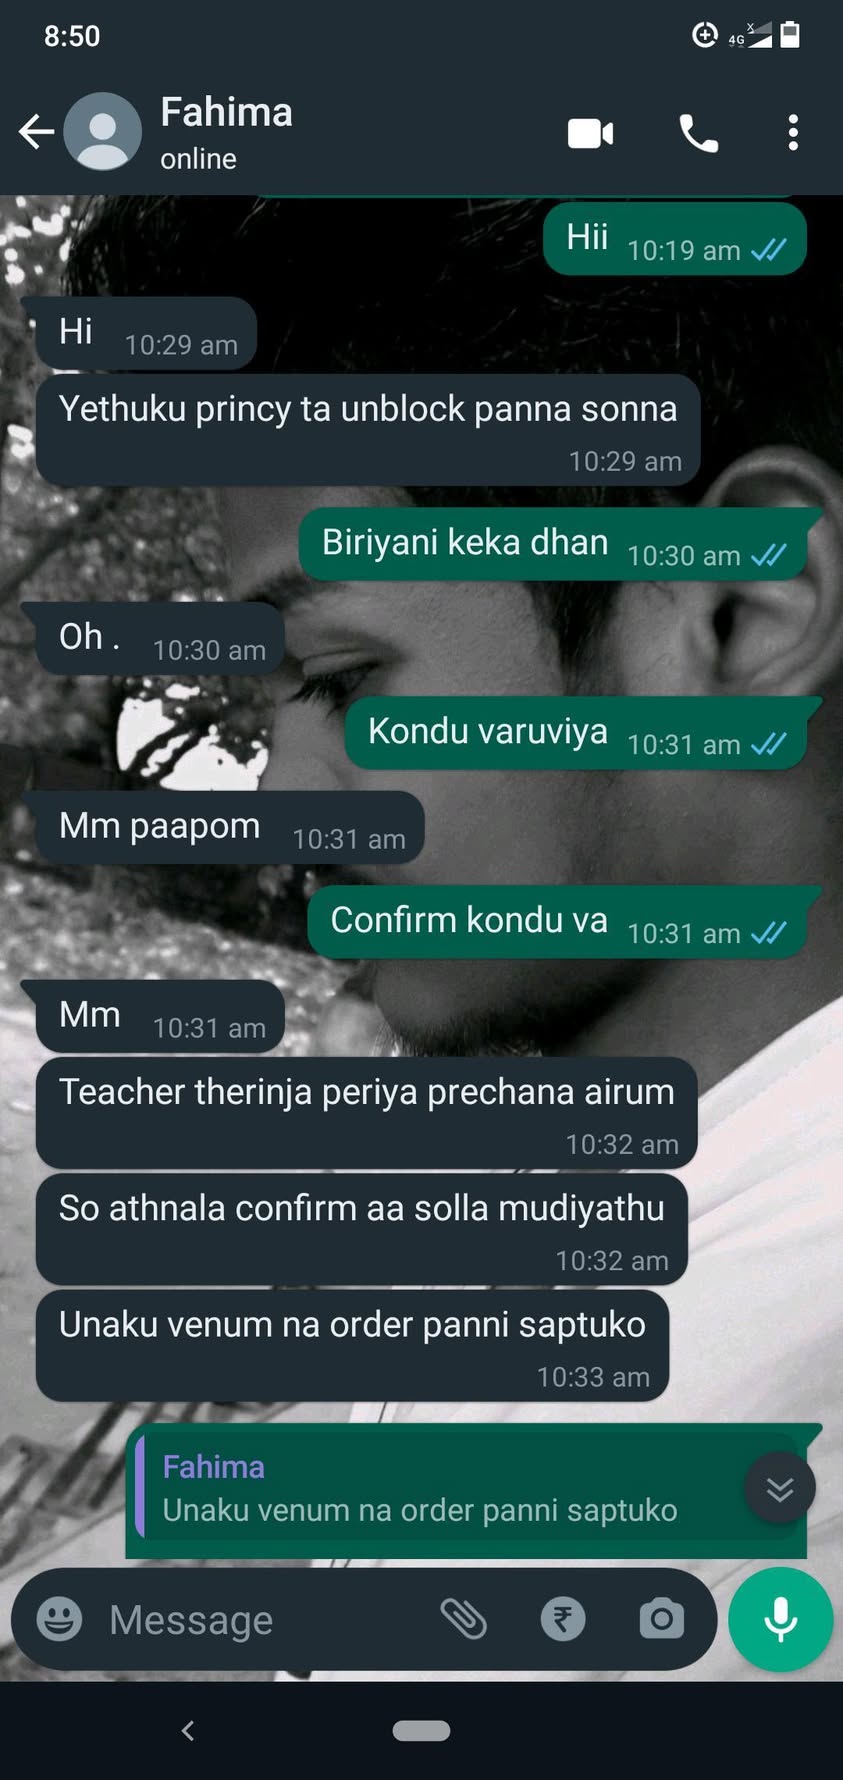 8:50
4G
Fahima
online
Hii
10:19 am
Hi
10:29 am
Yethuku princy ta unblock panna sonna
10:29 am
Biriyani keka dhan
10:30 am
Oh .
10:30 am
Kondu varuviya
10:31 am
Mm paapom
10:31 am
Confirm kondu va
10:31 am
Mm
10:31 am
Teacher therinja periya prechana airum
10:32 am
So athnala confirm aa solla mudiyathu
10:32 am
Unaku venum na order panni saptuko
10:33 am
Fahima
Unaku venum na order panni saptuko
Message